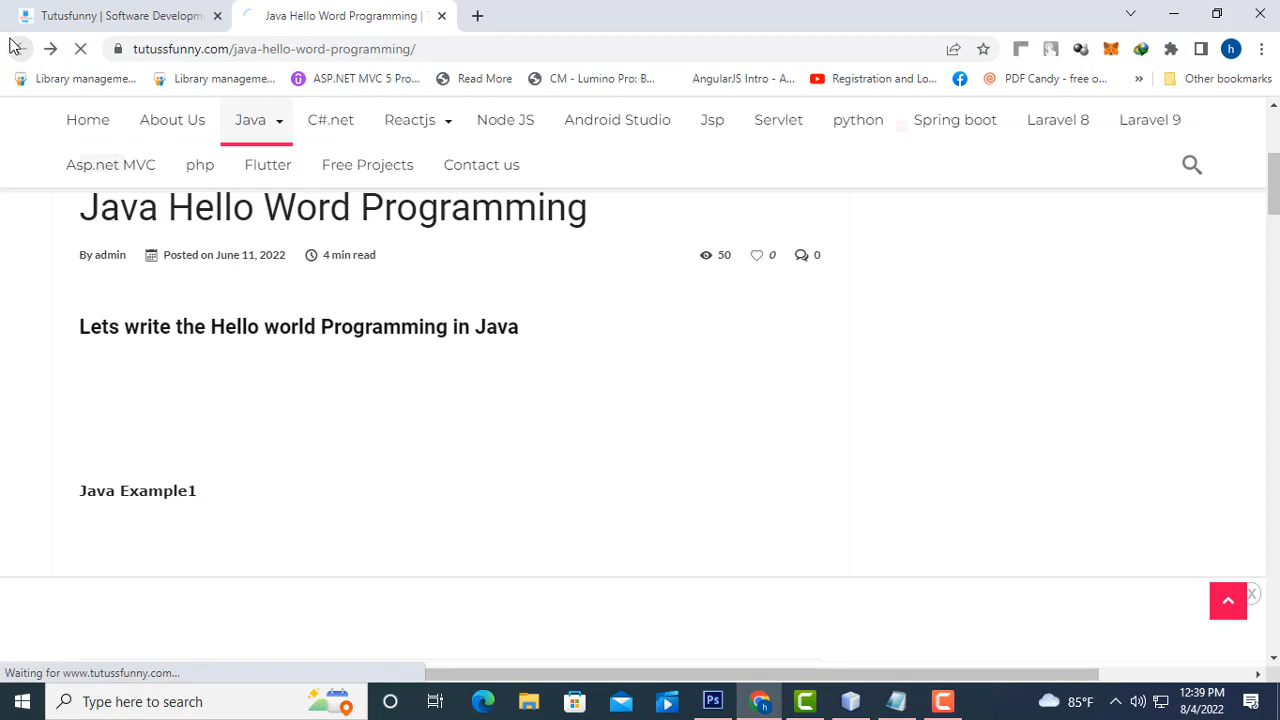 Tutusfunny | Software Developm
Java Hello Word Programming | T
tutussfunny.com/java-hello-word-programming/
h
Library manageme...
Library manageme...
ASP.NET MVC 5 Pro...
Read More
CM - Lumino Pro: B...
AngularJS Intro - A...
Registration and Lo...
PDF Candy - free o...
»
Other bookmarks
Home
About Us
Java
C#.net
Reactjs
Node JS
Android Studio
Jsp
Servlet
python
Spring boot
Laravel 8
Laravel 9
Asp.net MVC
php
Flutter
Free Projects
Contact us
Java Hello Word Programming
By admin
Posted on June 11, 2022
4 min read
50
0
0
Lets write the Hello world Programming in Java
Java Example1
X
Waiting for www.tutussfunny.com...
Type here to search
Ps
h
85°F
12:39 PM
8/4/2022